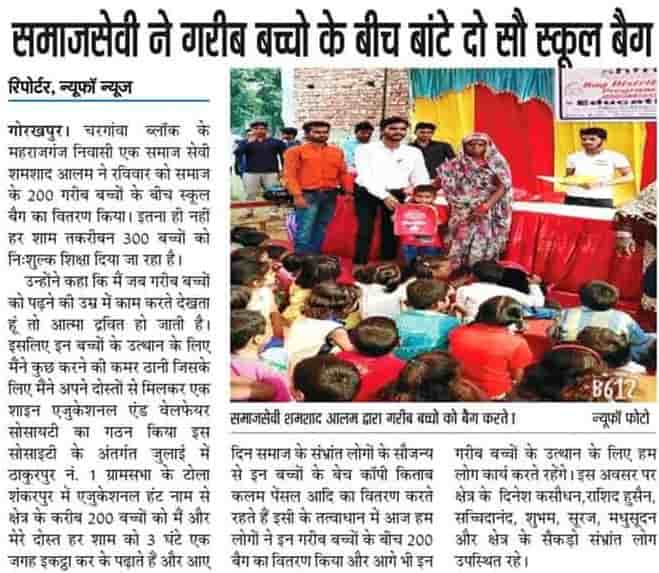 समाजसेवी ने गरीब बच्चो के बीच बांटे दो सौ स्कूल बैग
रिपोर्टर, न्यूफॉ न्यूज
गोरखपुर। चरगांवा ब्लॉक के
महराजगंज निवासी एक समाज सेवी
शमशाद आलम ने रविवार को समाज
के 200 गरीब बच्चों के बीच स्कूल
बैग का वितरण किया। इतना ही नहीं
हर शाम तकरीबन 300 बच्चों को
निःशुल्क शिक्षा दिया जा रहा है।
उन्होंने कहा कि मैं जब गरीब बच्चों
को पढ़ने की उम्र में काम करते देखता
हूं तो आत्मा द्रवित हो जाती है।
इसलिए इन बच्चों के उत्थान के लिए
मैंने कुछ करने की कमर ठानी जिसके
लिए मैंने अपने दोस्तों से मिलकर एक
शाइन एजुकेशनल एंड वेलफेयर
सोसायटी का गठन किया इस
सोसाइटी के अंतर्गत जुलाई में
ठाकुरपुर नं. 1 ग्रामसभा के टोला
शंकरपुर में एजुकेशनल हंट नाम से
क्षेत्र के करीब 200 बच्चों को मैं और
मेरे दोस्त हर शाम को 3 घंटे एक
जगह इकट्ठा कर के पढ़ाते हैं और आए
Bag Distri
Programme
Educati
B612
समाजसेवी शमशाद आलम द्वारा गरीब बच्चो को बैग करते।
न्यूफॉ फोटो
दिन समाज के संभ्रांत लोगों के सौजन्य
से इन बच्चों के बेच कॉपी किताब
कलम पेंसल आदि का वितरण करते
रहते हैं इसी के तत्वाधान में आज हम
लोगों ने इन गरीब बच्चों के बीच 200
बैग का वितरण किया और आगे भी इन
गरीब बच्चों के उत्थान के लिए हम
लोग कार्य करते रहेंगे। इस अवसर पर
क्षेत्र के दिनेश कसौधन,राशिद हुसैन,
सच्चिदानंद, शुभम, सूरज, मधुसूदन
और क्षेत्र के सैकड़ो संभ्रांत लोग
उपस्थित रहे।